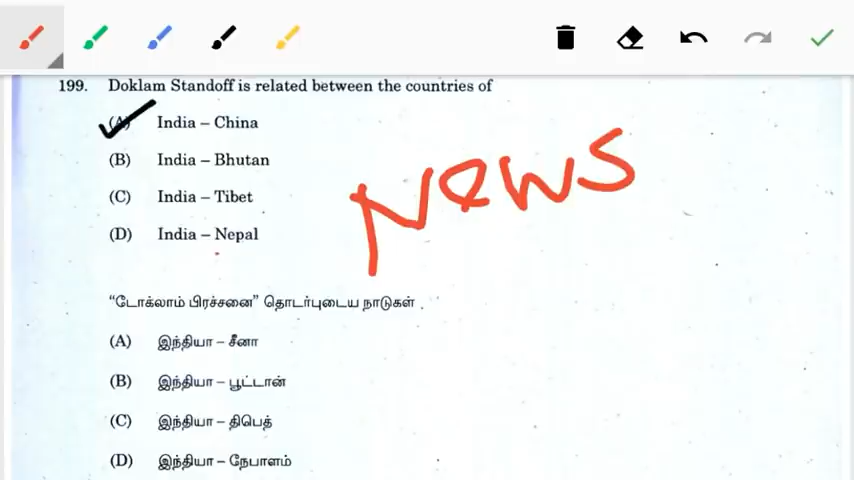 199. Doklam Standoff is related between the countries of
(A) India – China
(B) India – Bhutan
(C) India – Tibet
(D) India – Nepal
News
“டோக்லாம் பிரச்சனை” தொடர்புடைய நாடுகள் .
(A) இந்தியா – சீனா
(B) இந்தியா – பூட்டான்
(C) இந்தியா – திபெத்
(D) இந்தியா – நேபாளம்